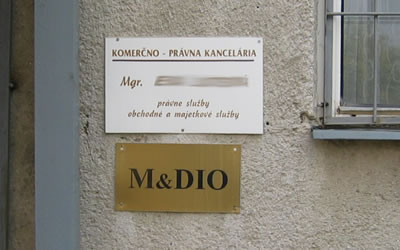 KOMERČNO - PRÁVNA KANCELÁRIA
Mgr.
právne služby
obchodné a majetkové služby
M&DIO